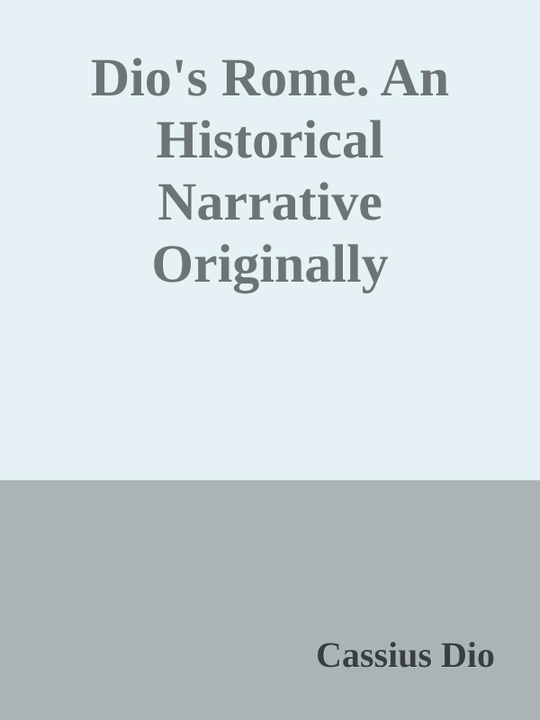 Dio's Rome. An
Historical
Narrative
Originally
Cassius Dio